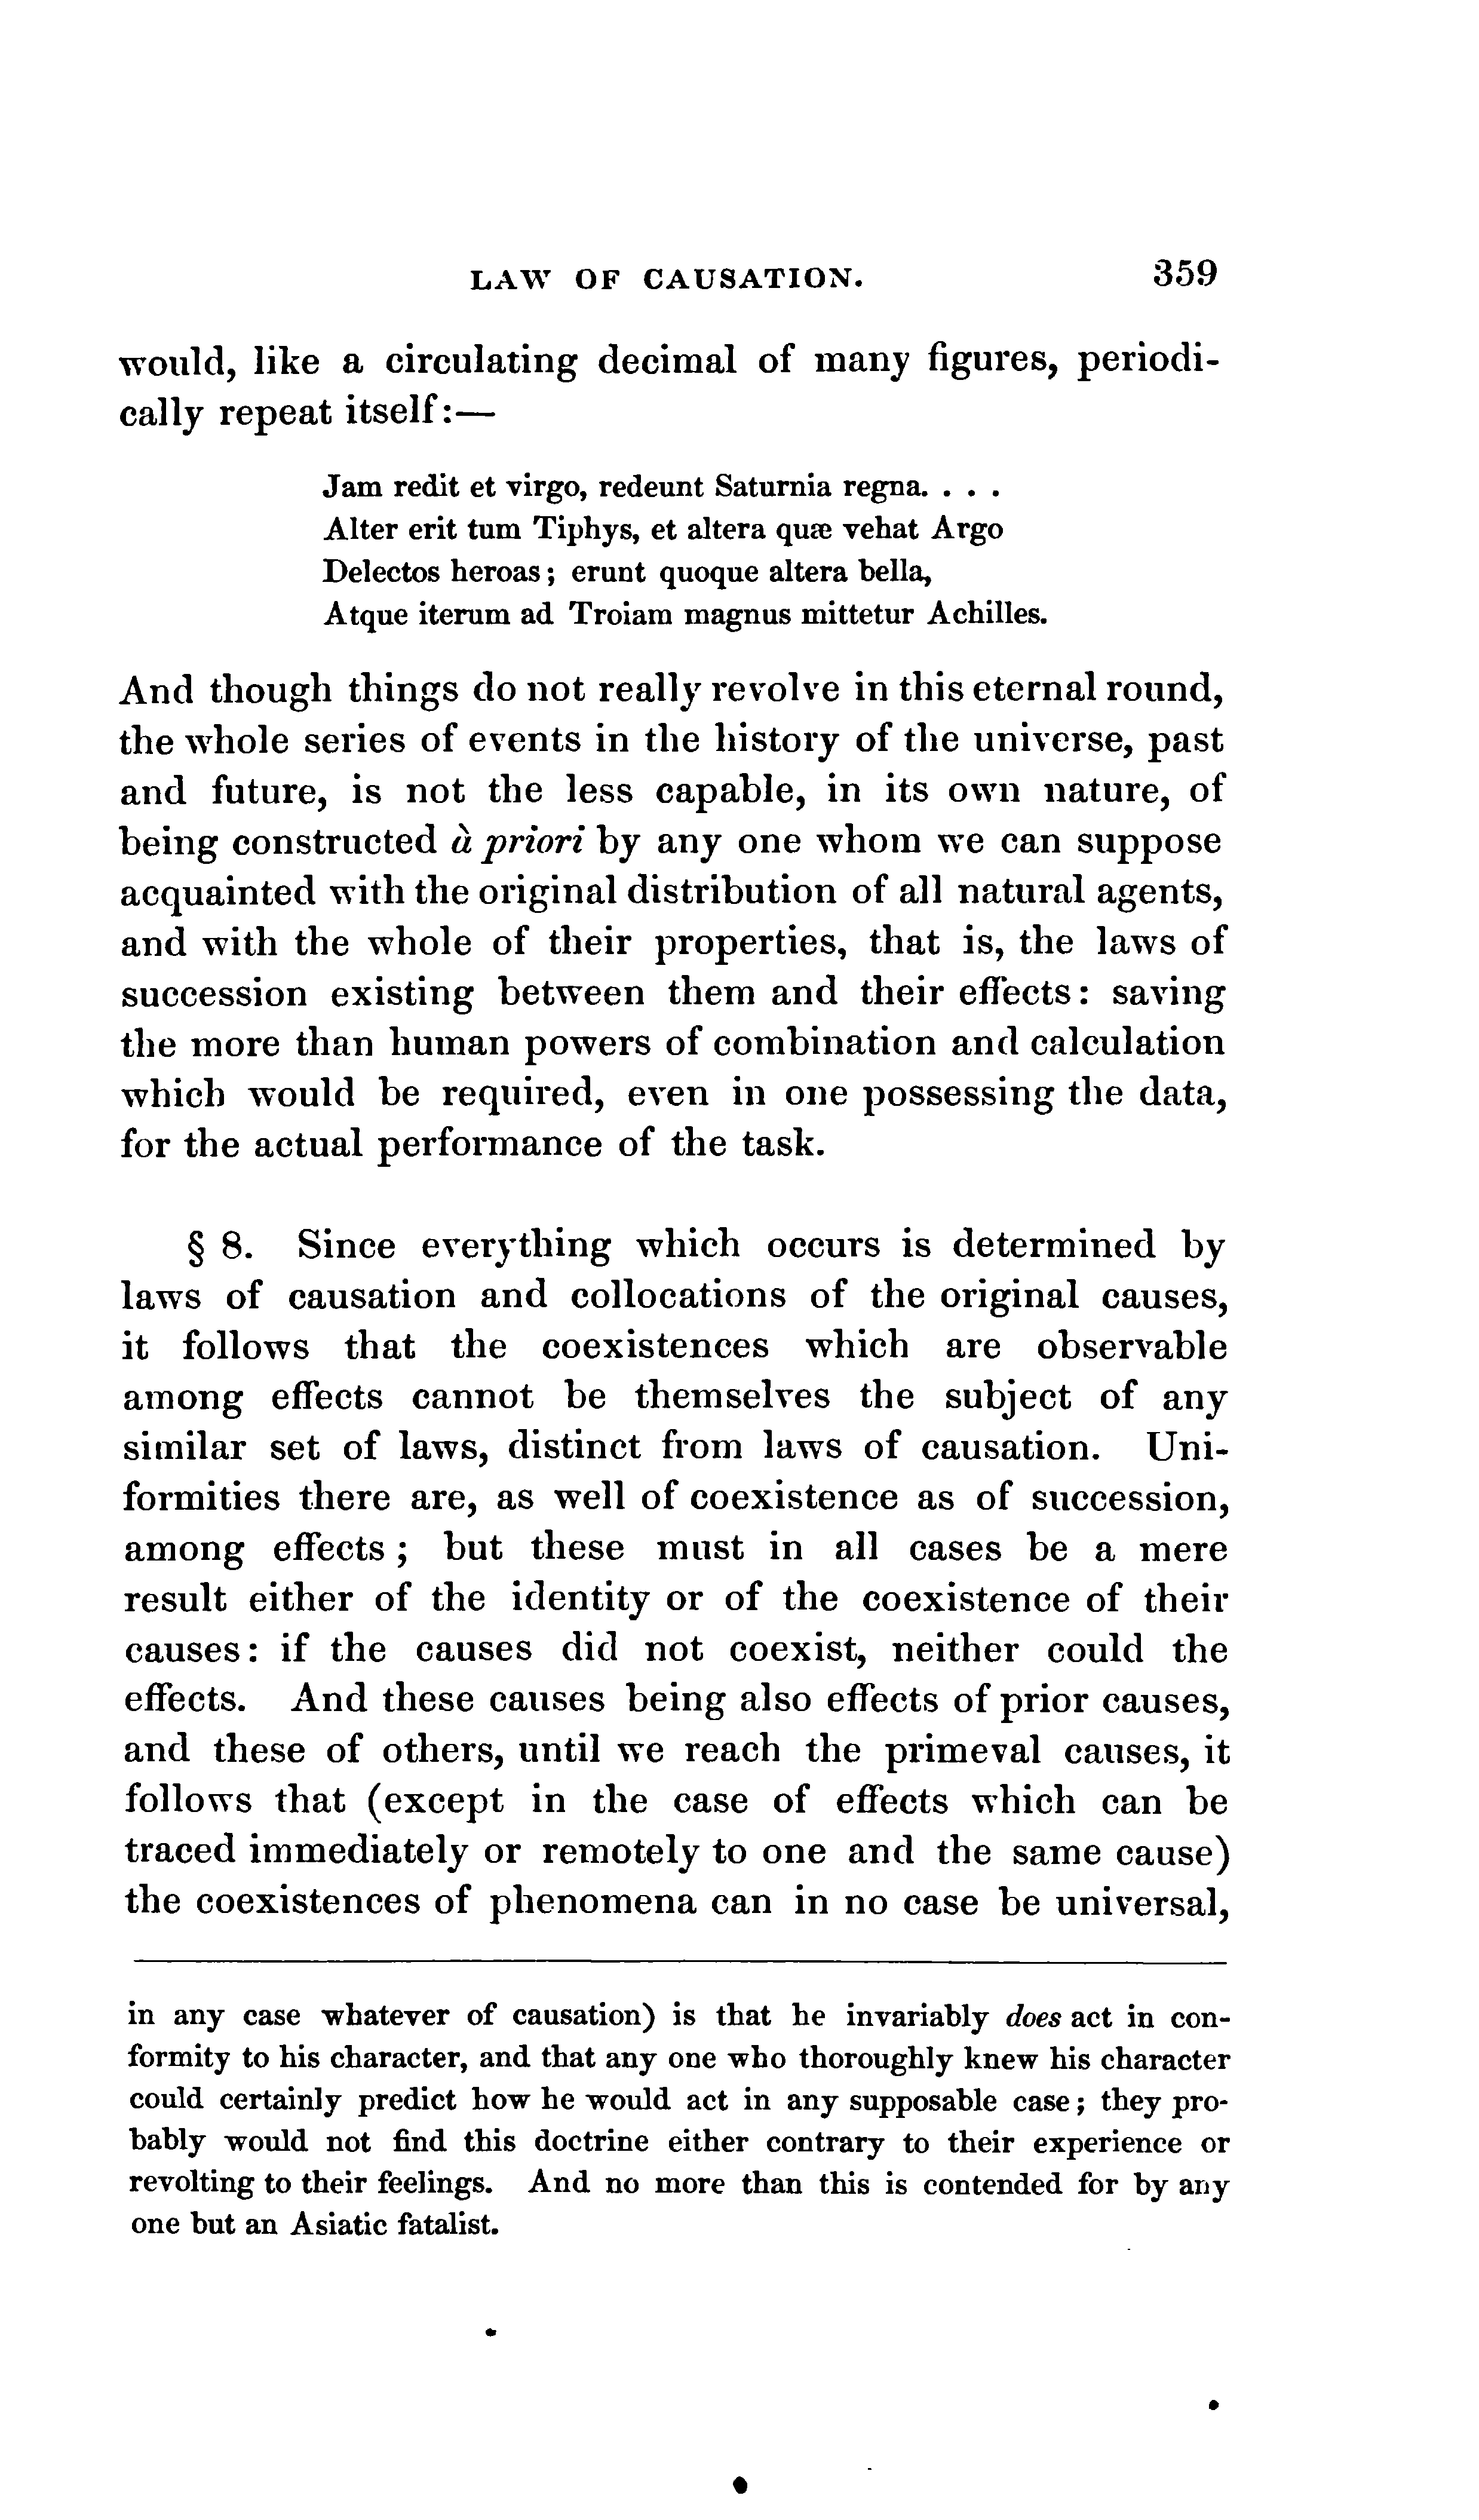 LAW OF CAUSATION. 359
would, like a circulating decimal of many figures, periodi-
cally repeat itself:—
Jam redit et virgo, redeunt Saturnia regna. . . .
Alter erit tum Tiphys, et altera quæ vehat Argo
Delectos heroas; erunt quoque altera bella,
Atque iterum ad Troiam magnus mittetur Achilles.
And though things do not really revolve in this eternal round,
the whole series of events in the history of the universe, past
and future, is not the less capable, in its own nature, of
being constructed à priori by any one whom we can suppose
acquainted with the original distribution of all natural agents,
and with the whole of their properties, that is, the laws of
succession existing between them and their effects: saving
the more than human powers of combination and calculation
which would be required, even in one possessing the data,
for the actual performance of the task.
§ 8. Since everything which occurs is determined by
laws of causation and collocations of the original causes,
it follows that the coexistences which are observable
among effects cannot be themselves the subject of any
similar set of laws, distinct from laws of causation. Uni-
formities there are, as well of coexistence as of succession,
among effects; but these must in all cases be a mere
result either of the identity or of the coexistence of their
causes: if the causes did not coexist, neither could the
effects. And these causes being also effects of prior causes,
and these of others, until we reach the primeval causes, it
follows that (except in the case of effects which can be
traced immediately or remotely to one and the same cause)
the coexistences of phenomena can in no case be universal,
in any case whatever of causation) is that he invariably does act in con-
formity to his character, and that any one who thoroughly knew his character
could certainly predict how he would act in any supposable case; they pro-
bably would not find this doctrine either contrary to their experience or
revolting to their feelings. And no more than this is contended for by any
one but an Asiatic fatalist.